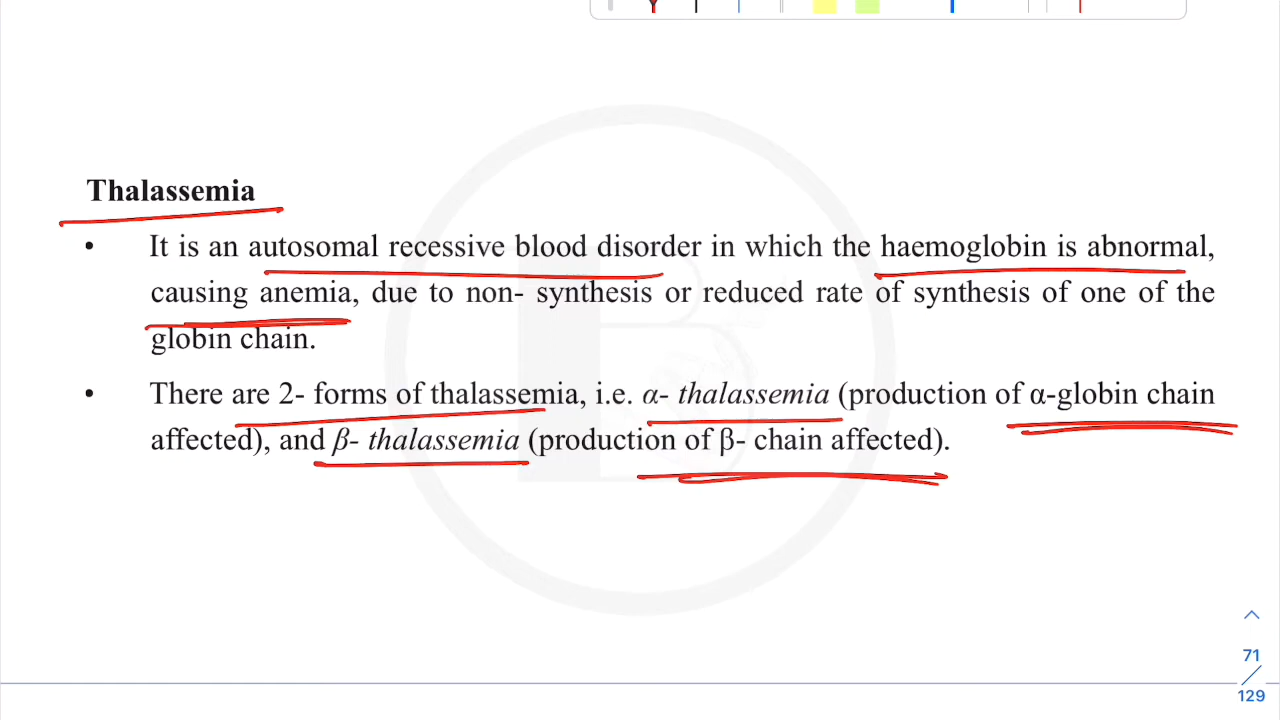 Thalassemia
• It is an autosomal recessive blood disorder in which the haemoglobin is abnormal,
causing anemia, due to non- synthesis or reduced rate of synthesis of one of the
globin chain.
• There are 2- forms of thalassemia, i.e. α- thalassemia (production of α-globin chain
affected), and β- thalassemia (production of β- chain affected).
71
129